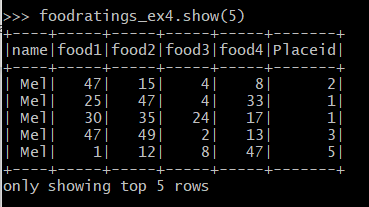 >>> foodratings_ex4.show(5)
+----+-----+-----+-----+-----+-------+
|name|food1|food2|food3|food4|Placeid|
+----+-----+-----+-----+-----+-------+
| Mel|   47|   15|    4|    8|      2|
| Mel|   25|   47|    4|   33|      1|
| Mel|   30|   35|   24|   17|      1|
| Mel|   47|   49|    2|   13|      3|
| Mel|    1|   12|    8|   47|      5|
+----+-----+-----+-----+-----+-------+
only showing top 5 rows